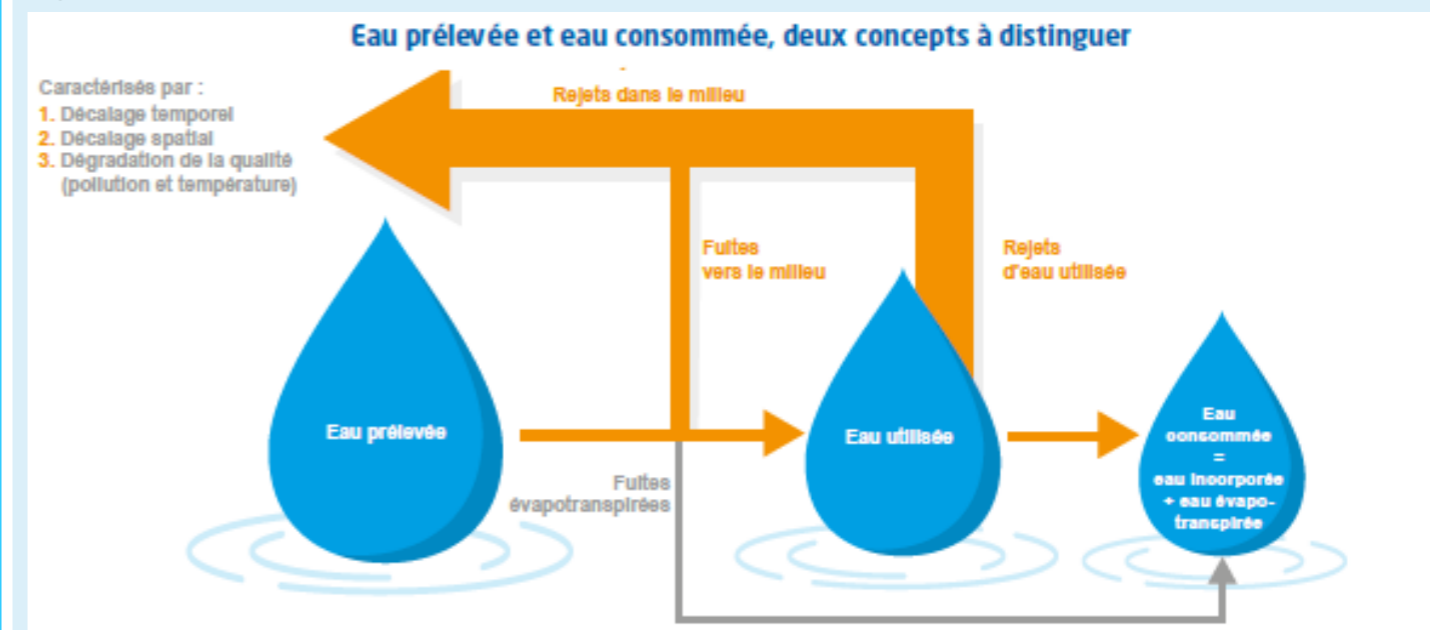 Eau prélevée et eau consommée, deux concepts à distinguer
Caractérisés par :
1. Décalage temporel
2. Décalage spatial
3. Dégradation de la qualité
(pollution et température)
Rejets dans le milieu
Fuites
vers le milieu
Rejets
d'eau utilisée
Eau prélevée
Eau utilisée
Eau
consommée
=
eau incorporée
+ eau évapo-
transpirée
Fuites
évapotranspirées